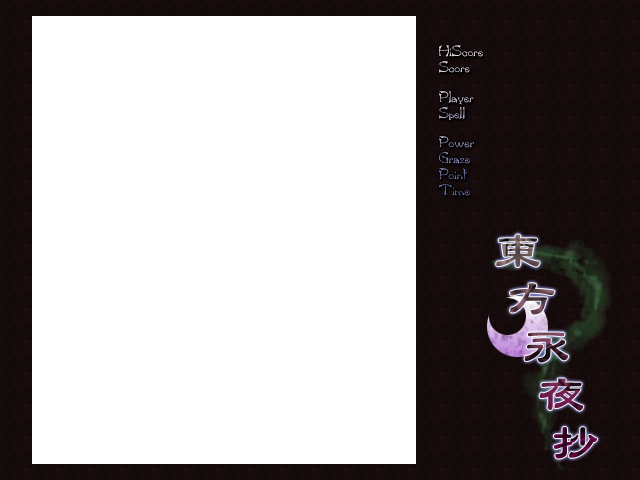 HiScore
Score
Player
Spell
Power
Graze
Point
Time
東方永夜抄